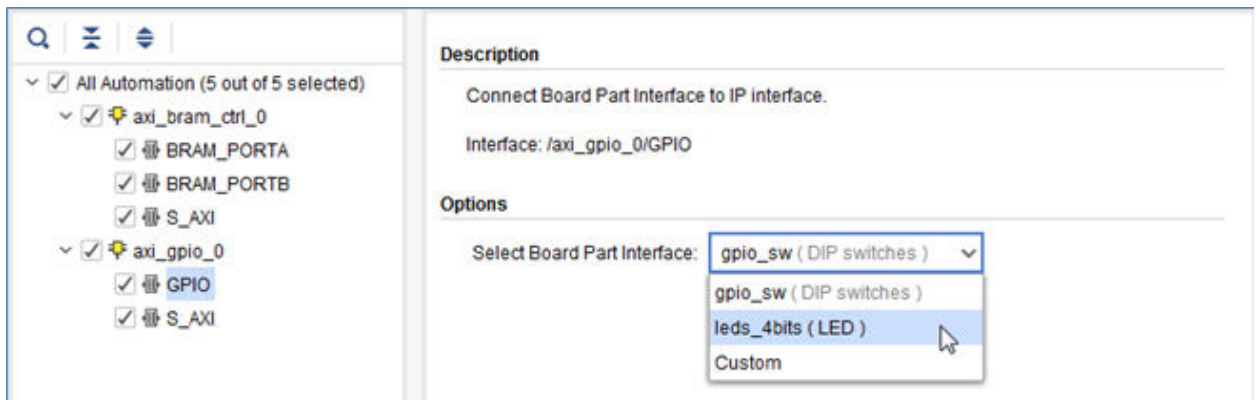 All Automation (5 out of 5 selected)
axi_bram_ctrl_0
BRAM_PORTA
BRAM_PORTB
S_AXI
axi_gpio_0
GPIO
S_AXI
Description
Connect Board Part Interface to IP interface.
Interface: /axi_gpio_0/GPIO
Options
Select Board Part Interface: gpio_sw ( DIP switches )
gpio_sw ( DIP switches )
leds_4bits ( LED )
Custom